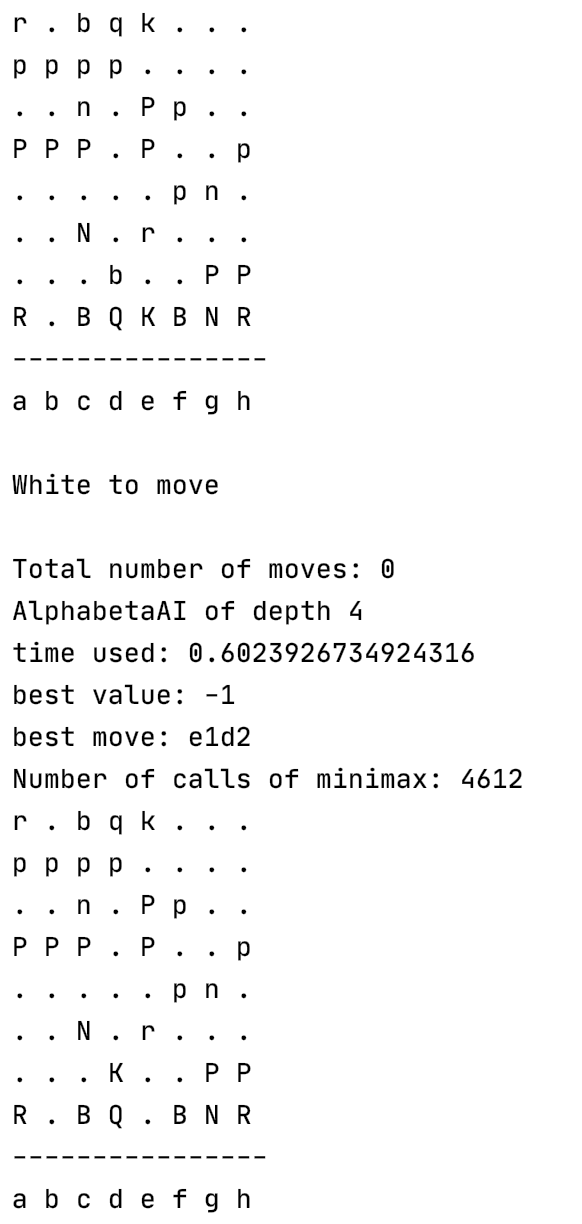 r . b q k . . .
p p p p . . . .
. . n . P p . .
P P P . P . . p
. . . . . p n .
. . N . r . . .
. . . b . . P P
R . B Q K B N R
----------------
a b c d e f g h
White to move
Total number of moves: 0
AlphabetaAI of depth 4
time used: 0.6023926734924316
best value: -1
best move: e1d2
Number of calls of minimax: 4612
r . b q k . . .
p p p p . . . .
. . n . P p . .
P P P . P . . p
. . . . . p n .
. . N . r . . .
. . . K . . P P
R . B Q . B N R
----------------
a b c d e f g h